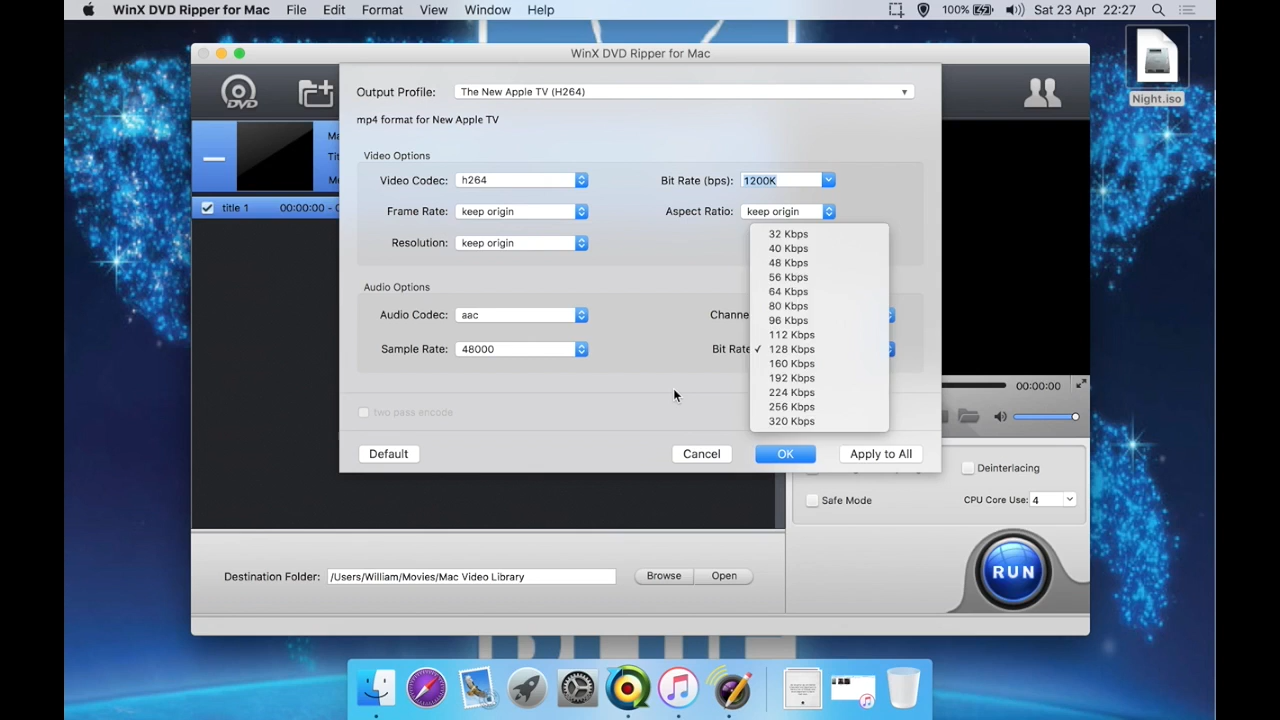 WinX DVD Ripper for Mac File Edit Format View Window Help 100% Sat 23 Apr 22:27
WinX DVD Ripper for Mac
Night.iso
DVD
Output Profile: The New Apple TV (H264)
mp4 format for New Apple TV
Video Options
Video Codec: h264 Bit Rate (bps): 1200K
Frame Rate: keep origin Aspect Ratio: keep origin
Resolution: keep origin
title 1 00:00:00 -
Audio Options
Audio Codec: aac Channe
Sample Rate: 48000 Bit Rate
32 Kbps
40 Kbps
48 Kbps
56 Kbps
64 Kbps
80 Kbps
96 Kbps
112 Kbps
✓ 128 Kbps
160 Kbps
192 Kbps
224 Kbps
256 Kbps
320 Kbps
00:00:00
two pass encode
Default Cancel OK Apply to All
Deinterlacing
Safe Mode CPU Core Use: 4
Destination Folder: /Users/William/Movies/Mac Video Library Browse Open
RUN